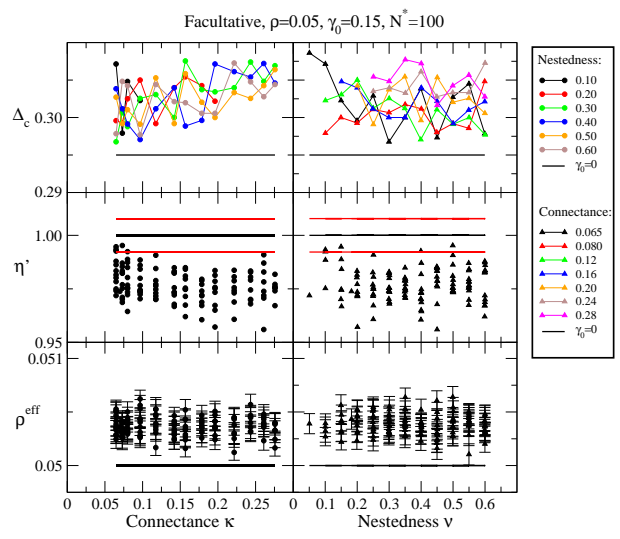 Facultative, ρ=0.05, γ₀=0.15, N*=100
Δc
0.30
0.29
η'
1.00
0.95
ρ^eff
0.051
0.05
0 0.05 0.1 0.15 0.2 0.25
Connectance κ
0 0.1 0.2 0.3 0.4 0.5 0.6
Nestedness ν
Nestedness:
0.10
0.20
0.30
0.40
0.50
0.60
γ₀=0
Connectance:
0.065
0.080
0.12
0.16
0.20
0.24
0.28
γ₀=0